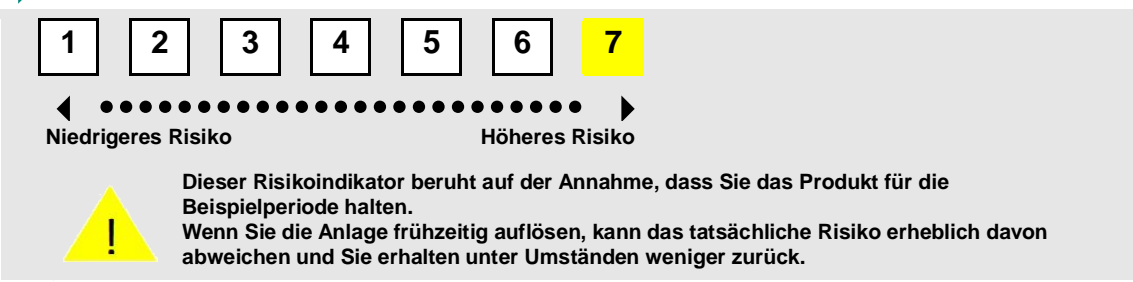 1 2 3 4 5 6 7
Niedrigeres Risiko Höheres Risiko
Dieser Risikoindikator beruht auf der Annahme, dass Sie das Produkt für die
Beispielperiode halten.
!
Wenn Sie die Anlage frühzeitig auflösen, kann das tatsächliche Risiko erheblich davon
abweichen und Sie erhalten unter Umständen weniger zurück.